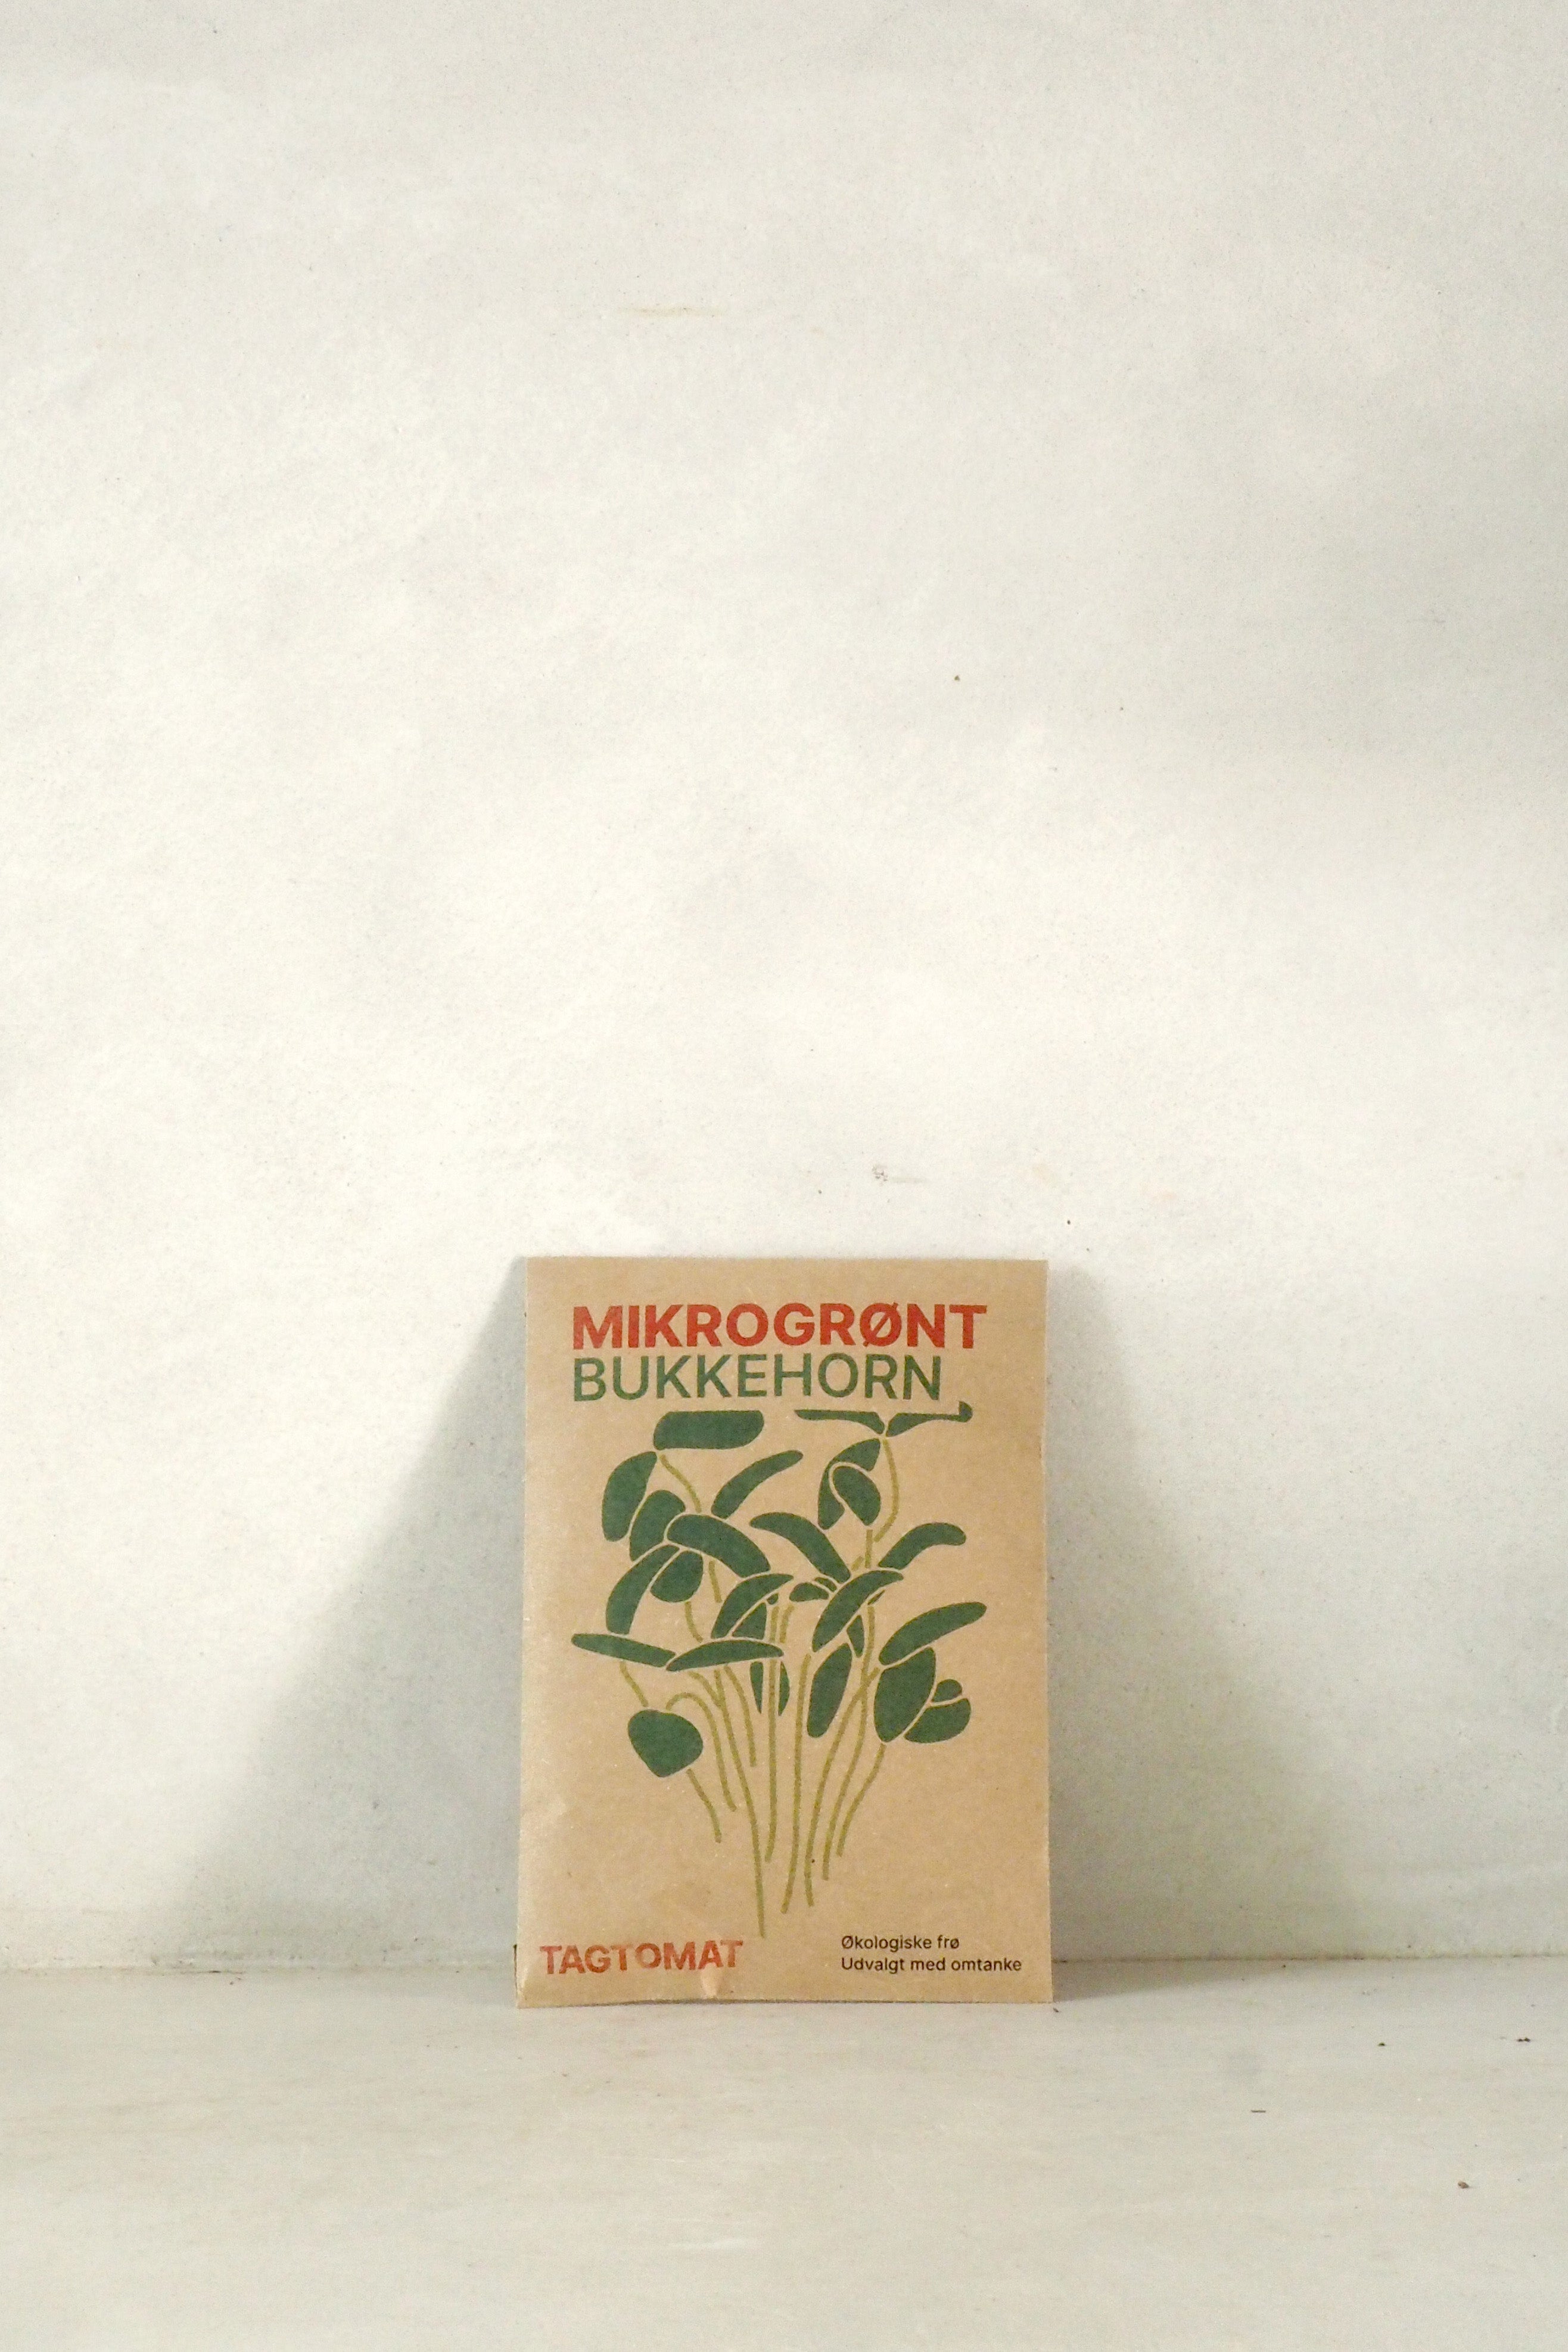 MIKROGRØNT
BUKKEHORN
TAGTOMAT
Økologiske frø
Udvalgt med omtanke